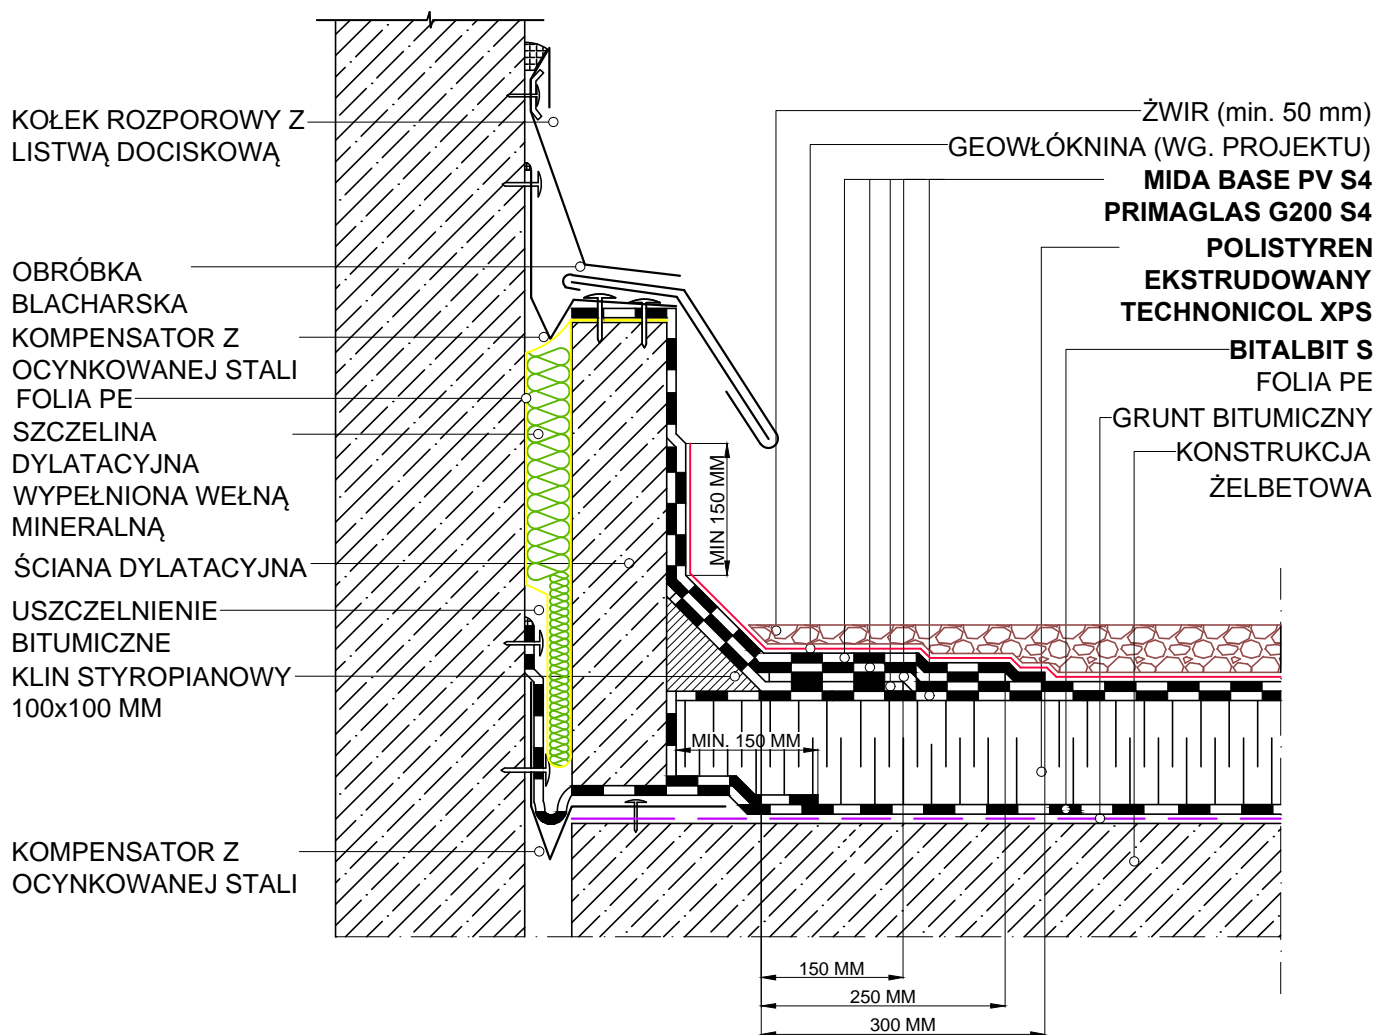 KOŁEK ROZPOROWY Z
LISTWĄ DOCISKOWĄ
OBRÓBKA
BLACHARSKA
KOMPENSATOR Z
OCYNKOWANEJ STALI
FOLIA PE
SZCZELINA
DYLATACYJNA
WYPEŁNIONA WEŁNĄ
MINERALNĄ
ŚCIANA DYLATACYJNA
USZCZELNIENIE
BITUMICZNE
KLIN STYROPIANOWY
100x100 MM
KOMPENSATOR Z
OCYNKOWANEJ STALI
ŻWIR (min. 50 mm)
GEOWŁÓKNINA (WG. PROJEKTU)
MIDA BASE PV S4
PRIMAGLAS G200 S4
POLISTYREN
EKSTRUDOWANY
TECHNONICOL XPS
BITALBIT S
FOLIA PE
GRUNT BITUMICZNY
KONSTRUKCJA
ŻELBETOWA
MIN 150 MM
MIN. 150 MM
150 MM
250 MM
300 MM